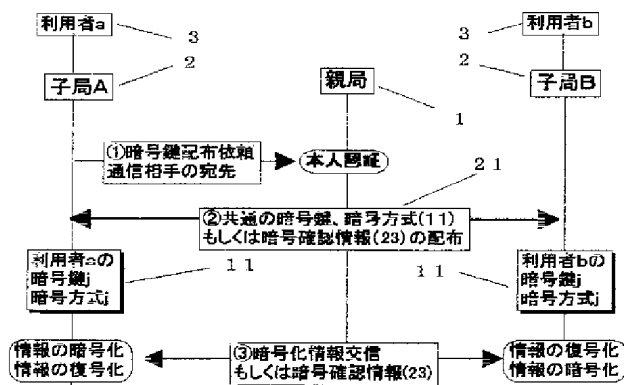 利用者a
3
3
利用者b
子局A
2
親局
2
子局B
1
①暗号鍵配布依頼
通信相手の宛先
本人認証
21
②共通の暗号鍵、暗号方式(11)
もしくは暗号確認情報(23)の配布
利用者aの
暗号鍵j
暗号方式j
11
11
利用者bの
暗号鍵j
暗号方式j
情報の暗号化
情報の復号化
③暗号化情報交信
もしくは暗号確認情報(23)
情報の復号化
情報の暗号化